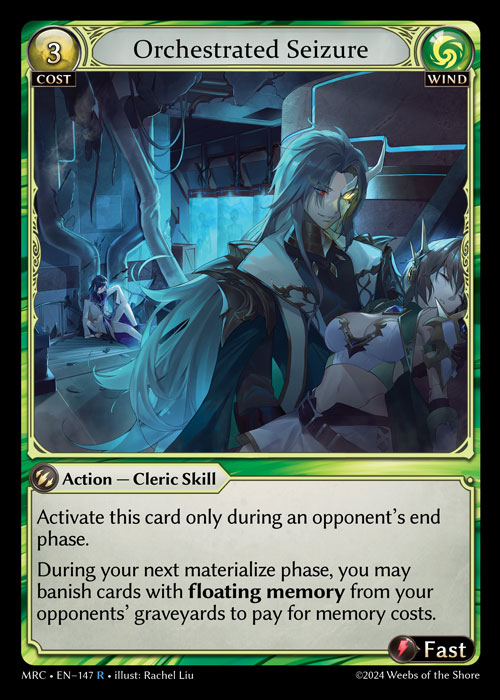 3
Orchestrated Seizure
COST
WIND
Action — Cleric Skill
Activate this card only during an opponent's end
phase.
During your next materialize phase, you may
banish cards with floating memory from your
opponents' graveyards to pay for memory costs.
Fast
MRC • EN–147 R • illust: Rachel Liu
©2024 Weebs of the Shore